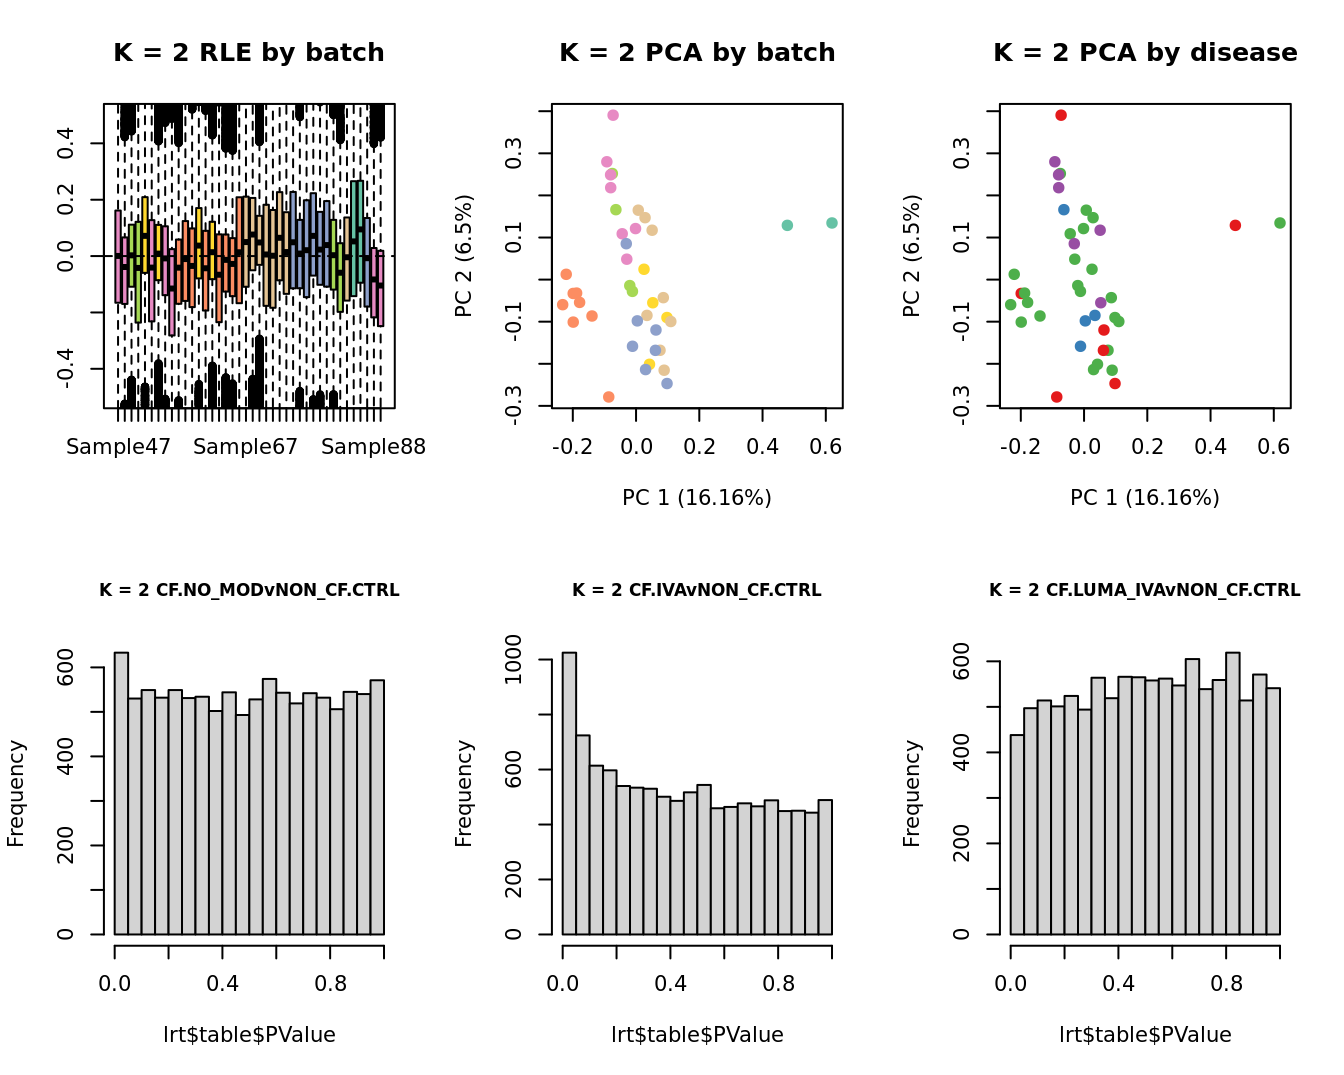 K = 2 RLE by batch
-0.4 0.0 0.2 0.4
Sample47 Sample67 Sample88
K = 2 PCA by batch
PC 2 (6.5%)
-0.3 -0.1 0.1 0.3
-0.2 0.0 0.2 0.4 0.6
PC 1 (16.16%)
K = 2 PCA by disease
PC 2 (6.5%)
-0.3 -0.1 0.1 0.3
-0.2 0.0 0.2 0.4 0.6
PC 1 (16.16%)
K = 2 CF.NO_MODvNON_CF.CTRL
Frequency
0 200 400 600
0.0 0.4 0.8
lrt$table$PValue
K = 2 CF.IVAvNON_CF.CTRL
Frequency
0 200 600 1000
0.0 0.4 0.8
lrt$table$PValue
K = 2 CF.LUMA_IVAvNON_CF.CTRL
Frequency
0 200 400 600
0.0 0.4 0.8
lrt$table$PValue